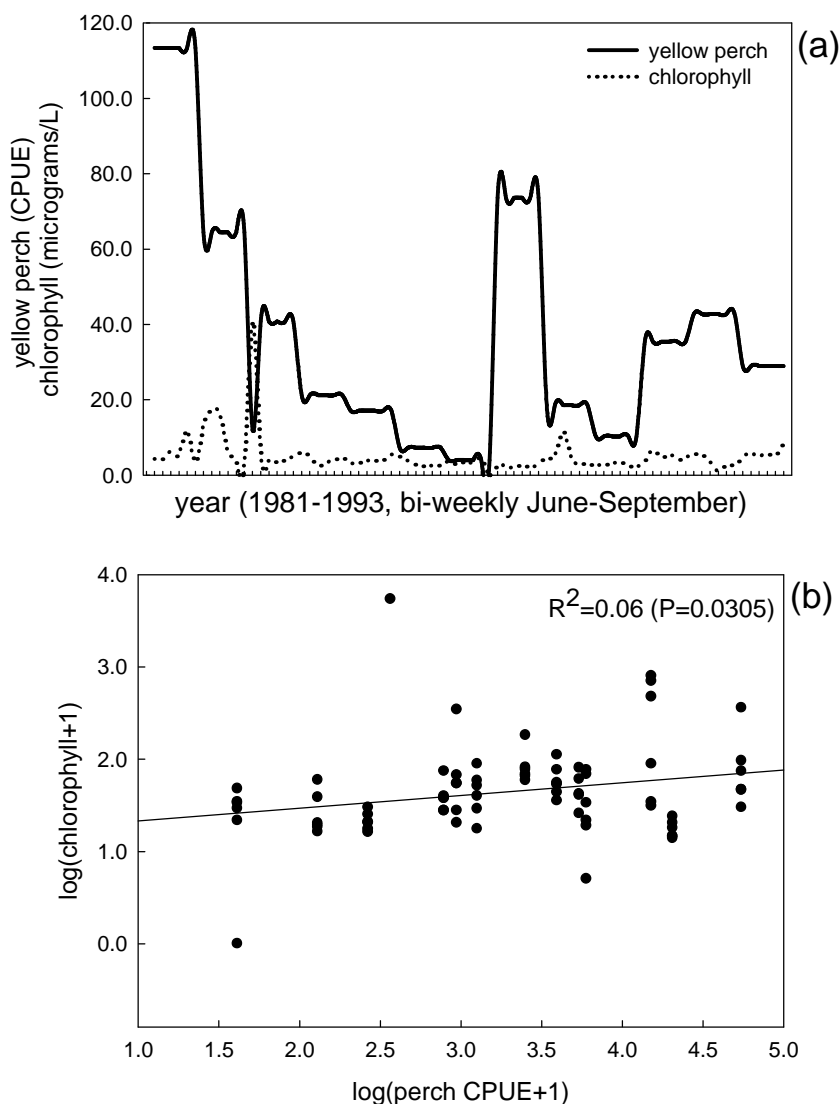 (a)
yellow perch
chlorophyll
120.0
100.0
80.0
60.0
40.0
20.0
0.0
yellow perch (CPUE)
chlorophyll (micrograms/L)
year (1981-1993, bi-weekly June-September)
(b)
R²=0.06 (P=0.0305)
4.0
3.0
2.0
1.0
0.0
log(chlorophyll+1)
1.0 1.5 2.0 2.5 3.0 3.5 4.0 4.5 5.0
log(perch CPUE+1)